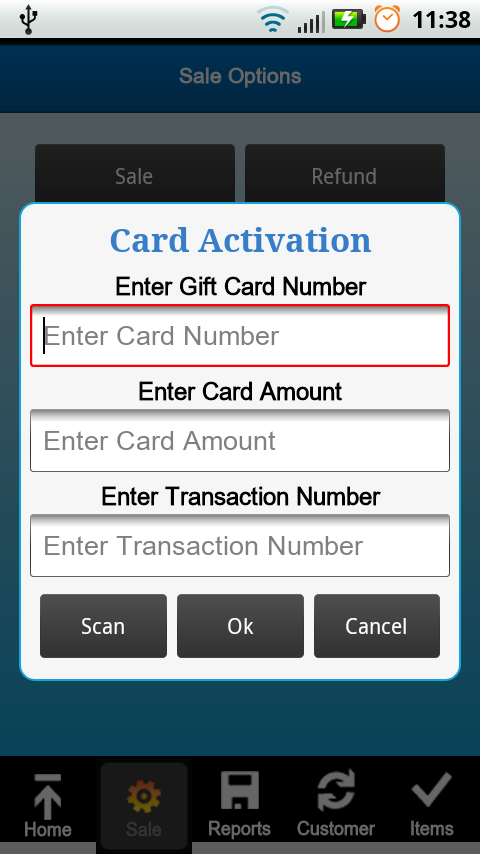 11:38
Sale Options
Sale Refund
Card Activation
Enter Gift Card Number
Enter Card Number
Enter Card Amount
Enter Card Amount
Enter Transaction Number
Enter Transaction Number
Scan Ok Cancel
Home Sale Reports Customer Items